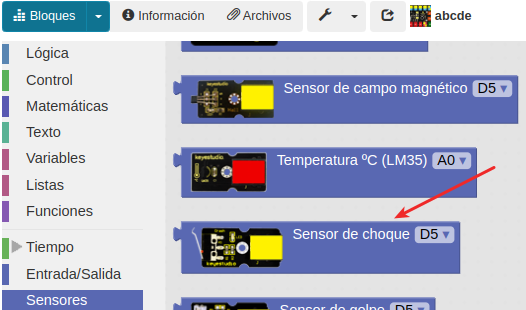 Bloques
Información
Archivos
abcde
Lógica
Control
Matemáticas
Texto
Variables
Listas
Funciones
Tiempo
Entrada/Salida
Sensores
Sensor de campo magnético D5
keyestudio
Temperatura ºC (LM35) A0
Sensor de choque D5
keyestudio
Sensor de golpe D5